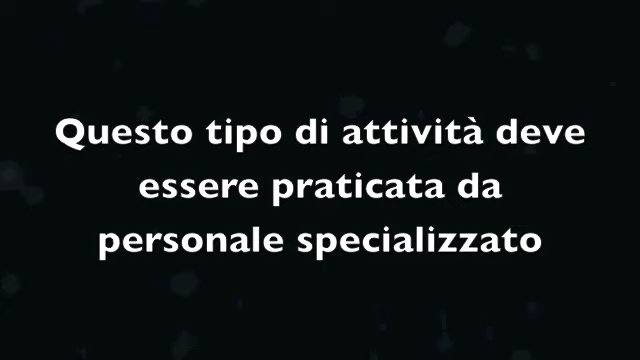 Questo tipo di attività deve
essere praticata da
personale specializzato